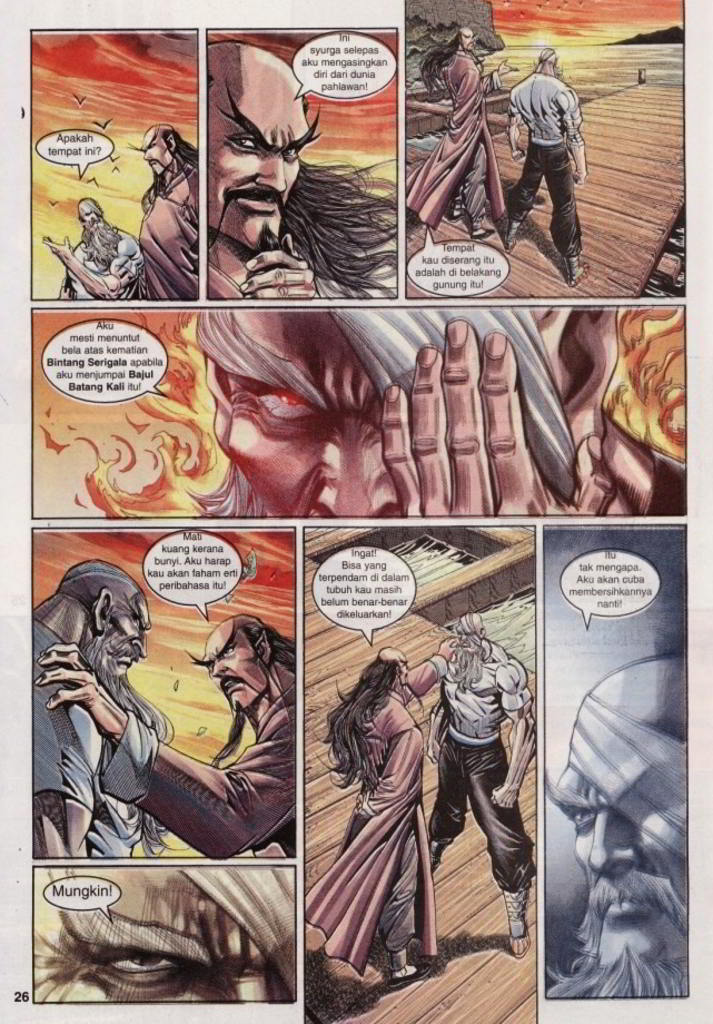 Apakah
tempat ini?
Ini
syurga selepas
aku mengasingkan
diri dari dunia
pahlawan!
Tempat
kau diserang itu
adalah di belakang
gunung itu!
Aku
mesti menuntut
bela atas kematian
Bintang Serigala apabila
aku menjumpai Bajul
Batang Kali itu!
Mati
kuang kerana
bunyi. Aku harap
kau akan faham erti
peribahasa itu!
Mungkin!
Ingat!
Bisa yang
terpendam di dalam
tubuh kau masih
belum benar-benar
dikeluarkan!
Itu
tak mengapa.
Aku akan cuba
membersihkannya
nanti!
26